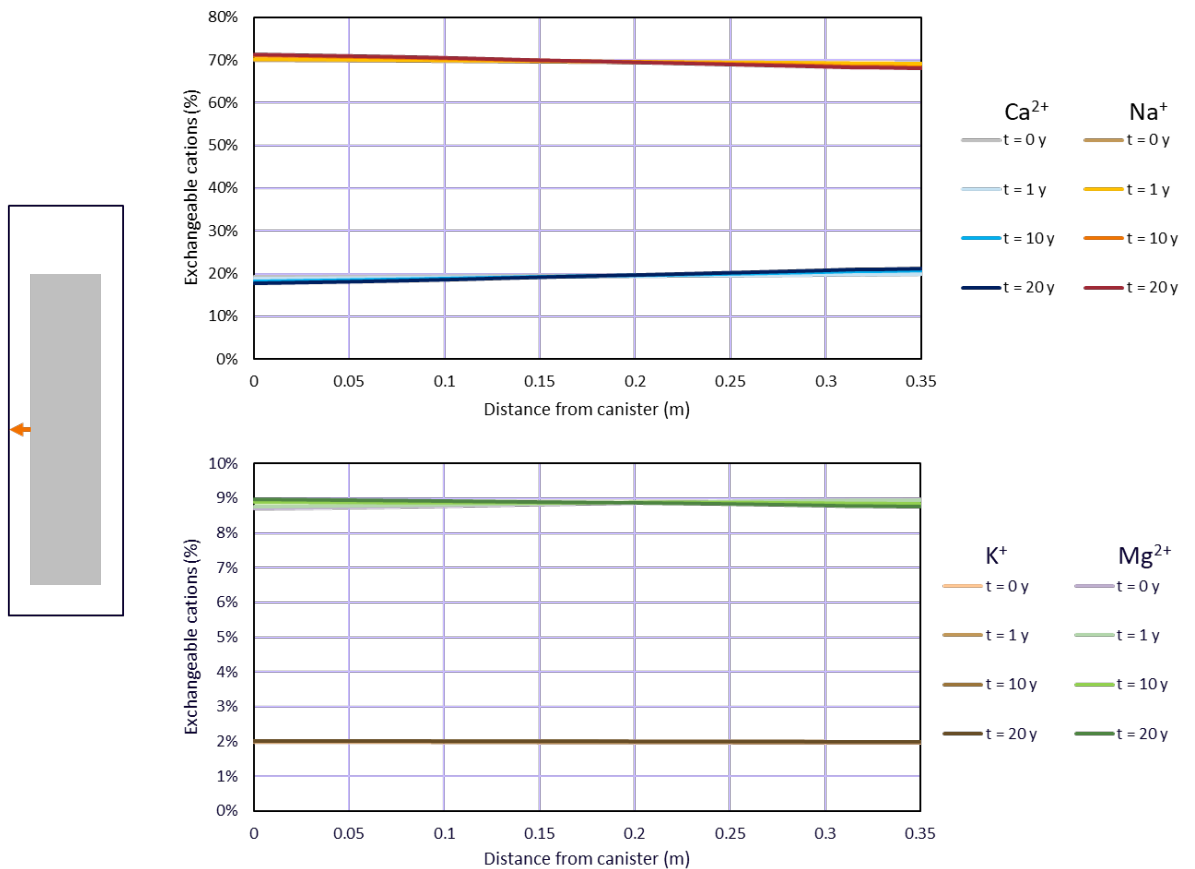 80%
70%
60%
50%
40%
30%
20%
10%
0%
Exchangeable cations (%)
0 0.05 0.1 0.15 0.2 0.25 0.3 0.35
Distance from canister (m)
Ca²⁺ Na⁺
t = 0 y t = 0 y
t = 1 y t = 1 y
t = 10 y t = 10 y
t = 20 y t = 20 y
10%
9%
8%
7%
6%
5%
4%
3%
2%
1%
0%
Exchangeable cations (%)
0 0.05 0.1 0.15 0.2 0.25 0.3 0.35
Distance from canister (m)
K⁺ Mg²⁺
t = 0 y t = 0 y
t = 1 y t = 1 y
t = 10 y t = 10 y
t = 20 y t = 20 y